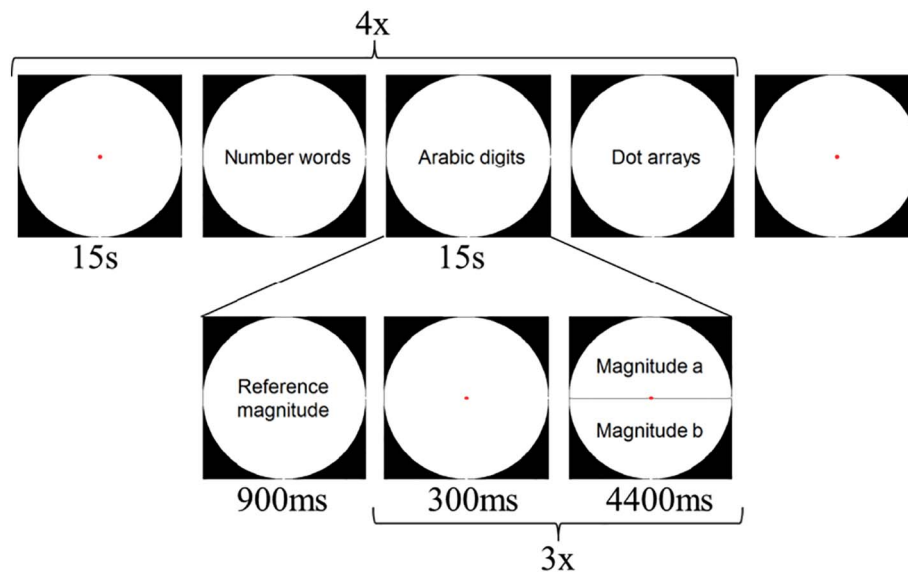 4x
Number words
Arabic digits
Dot arrays
15s
15s
Reference
magnitude
Magnitude a
Magnitude b
900ms
300ms
4400ms
3x